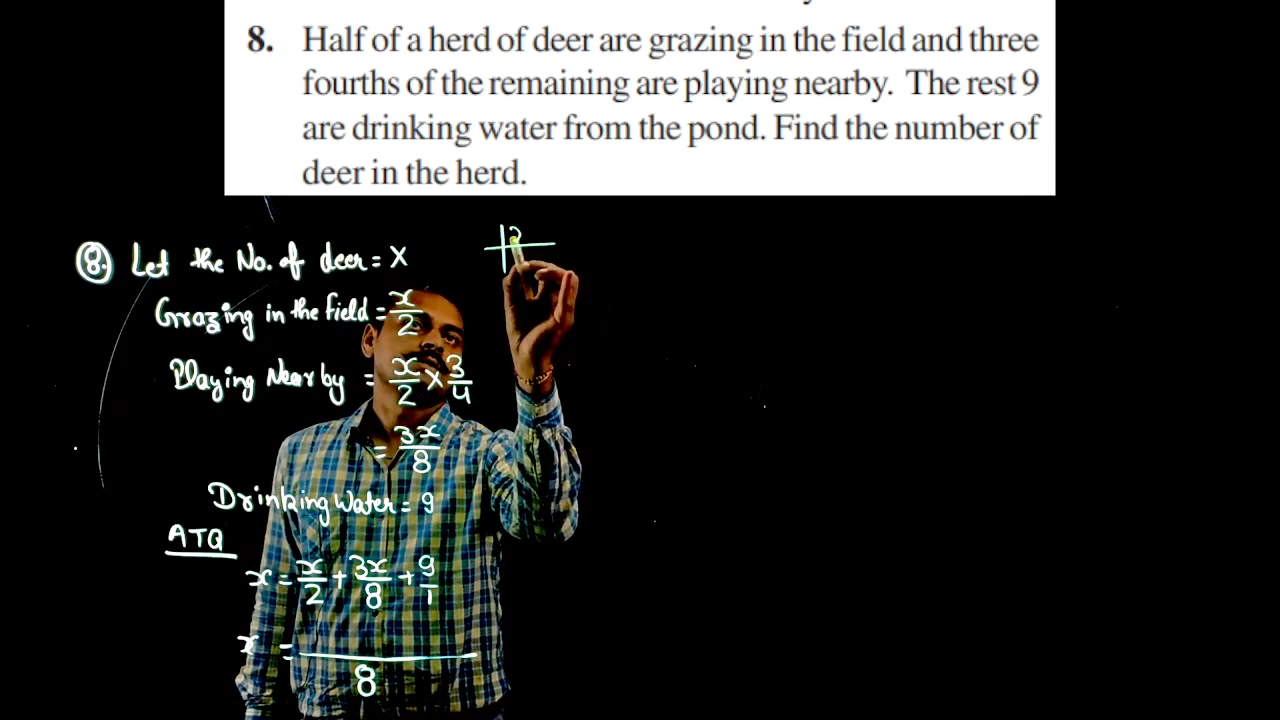 8. Half of a herd of deer are grazing in the field and three
fourths of the remaining are playing nearby. The rest 9
are drinking water from the pond. Find the number of
deer in the herd.
8. Let the No. of deer = x
Grazing in the field = x/2
Playing Near by = x/2 × 3/4
= 3x/8
Drinking Water = 9
ATQ
x = x/2 + 3x/8 + 9/1
x = 
8